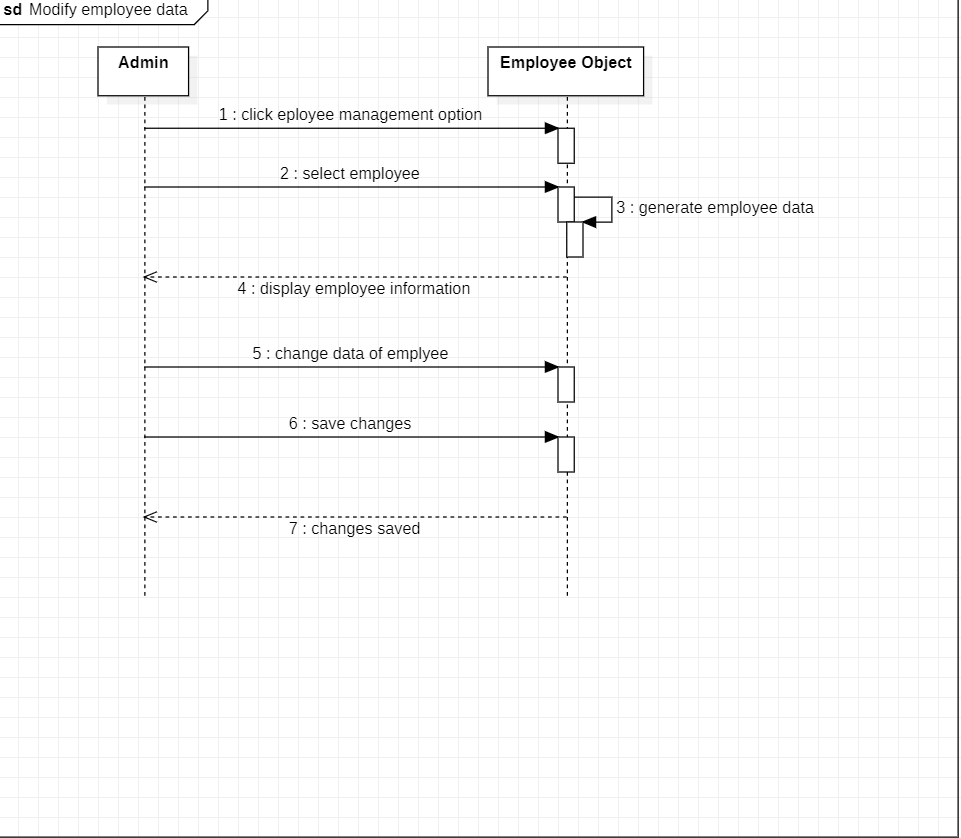 sd Modify employee data
Admin
Employee Object
1 : click eployee management option
2 : select employee
3 : generate employee data
4 : display employee information
5 : change data of emplyee
6 : save changes
7 : changes saved